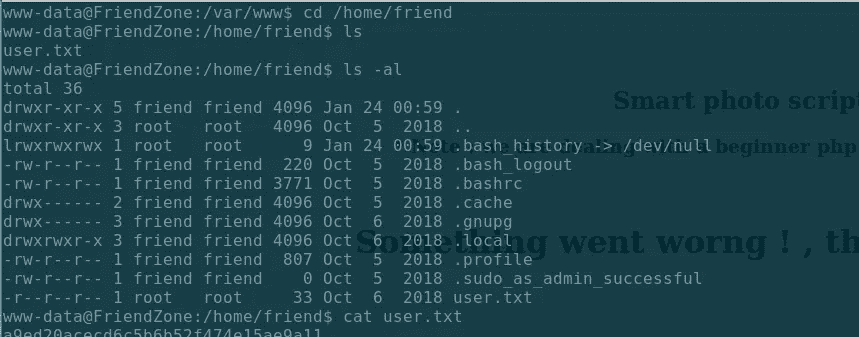 www-data@FriendZone:/var/www$ cd /home/friend
www-data@FriendZone:/home/friend$ ls
user.txt
www-data@FriendZone:/home/friend$ ls -al
total 36
drwxr-xr-x 5 friend friend 4096 Jan 24 00:59 .
Smart photo script
drwxr-xr-x 3 root   root   4096 Oct  5  2018 ..
lrwxrwxrwx 1 root   root      9 Jan 24 00:59 .bash_history -> /dev/null
beginner php
-rw-r--r-- 1 friend friend  220 Oct  5  2018 .bash_logout
-rw-r--r-- 1 friend friend 3771 Oct  5  2018 .bashrc
drwx------ 2 friend friend 4096 Oct  5  2018 .cache
drwx------ 3 friend friend 4096 Oct  6  2018 .gnupg
drwxrwxr-x 3 friend friend 4096 Oct  6  2018 .local
Something went worng ! , th
-rw-r--r-- 1 friend friend  807 Oct  5  2018 .profile
-rw-r--r-- 1 friend friend    0 Oct  5  2018 .sudo_as_admin_successful
-r--r--r-- 1 root   root     33 Oct  6  2018 user.txt
www-data@FriendZone:/home/friend$ cat user.txt
a9ed20acecd6c5b6b52f474e15ae9a11